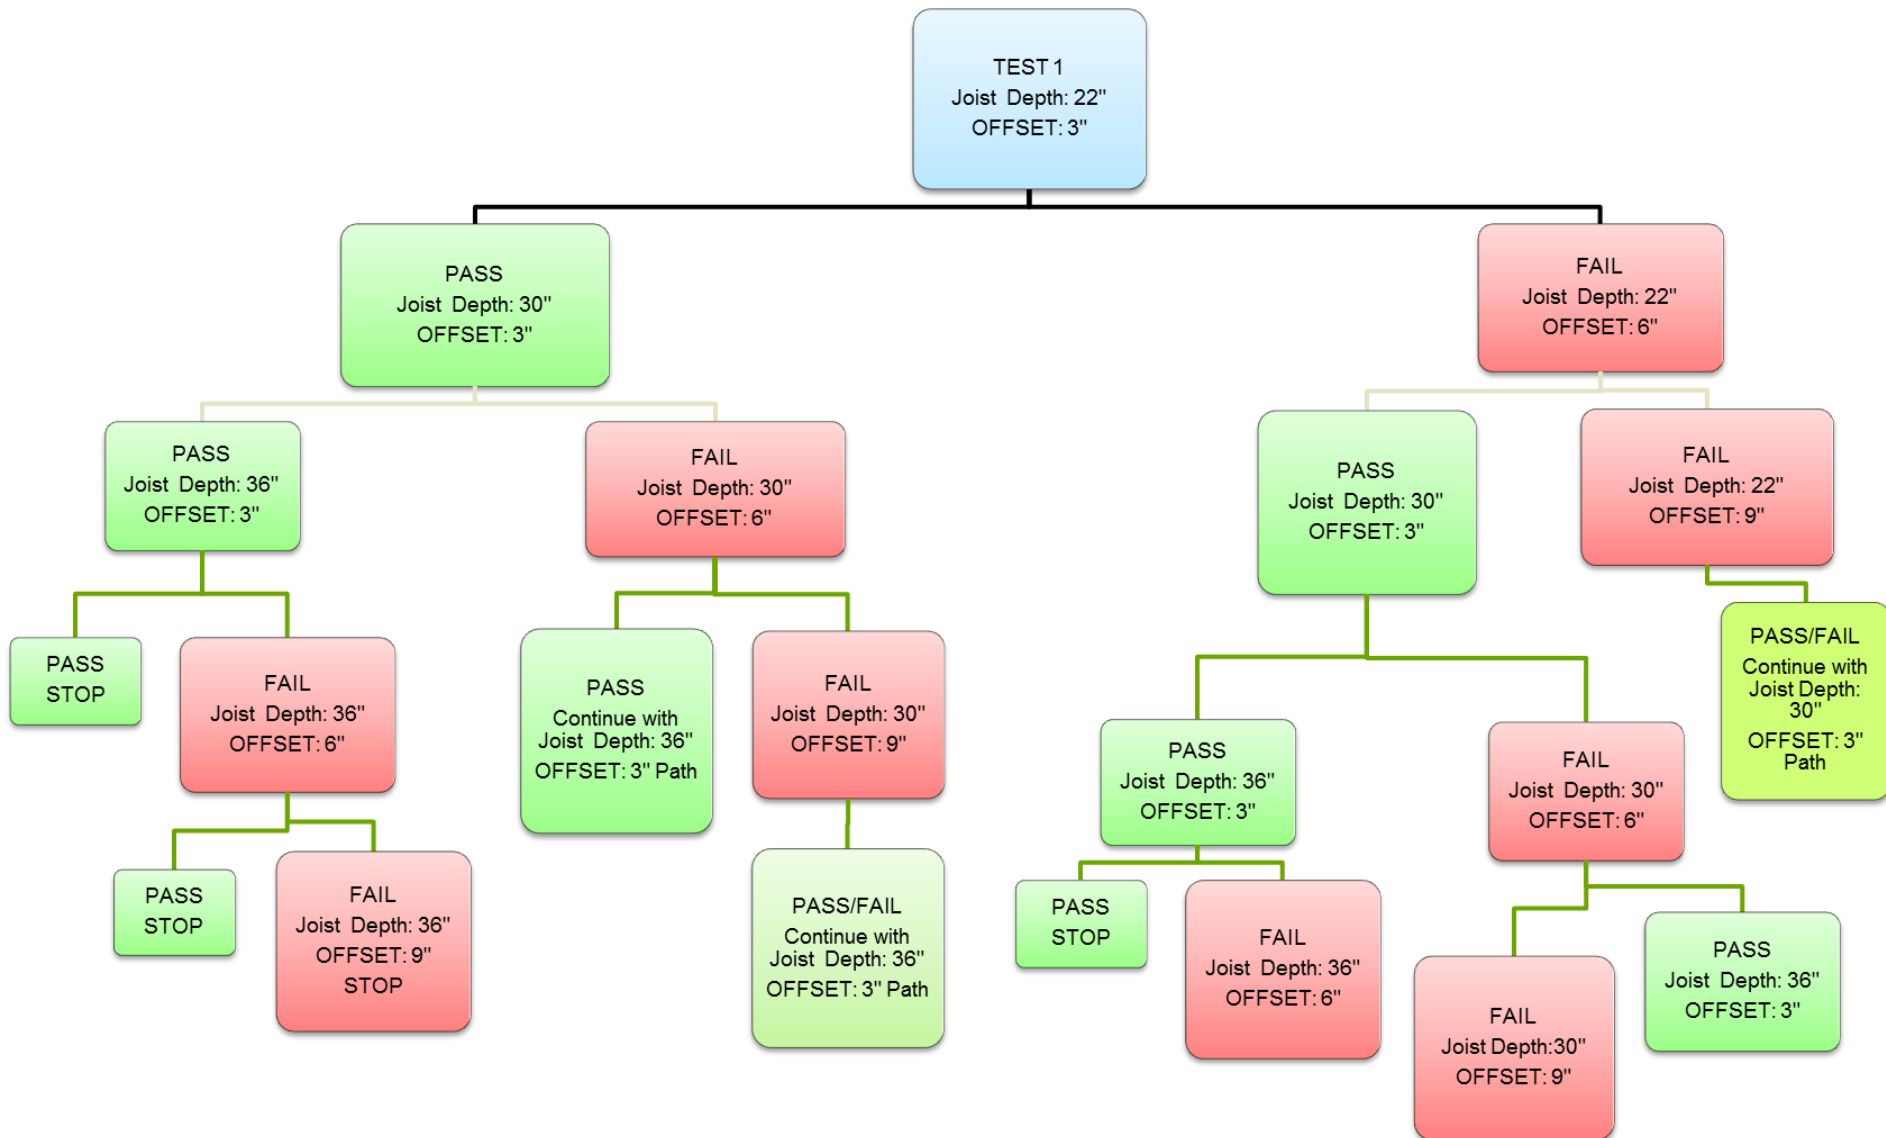 TEST 1
Joist Depth: 22"
OFFSET: 3"
PASS
Joist Depth: 30"
OFFSET: 3"
FAIL
Joist Depth: 22"
OFFSET: 6"
PASS
Joist Depth: 36"
OFFSET: 3"
FAIL
Joist Depth: 30"
OFFSET: 6"
PASS
Joist Depth: 30"
OFFSET: 3"
FAIL
Joist Depth: 22"
OFFSET: 9"
PASS
STOP
FAIL
Joist Depth: 36"
OFFSET: 6"
PASS
Continue with
Joist Depth: 36"
OFFSET: 3" Path
FAIL
Joist Depth: 30"
OFFSET: 9"
PASS/FAIL
Continue with
Joist Depth:
30"
OFFSET: 3"
Path
PASS
Joist Depth: 36"
OFFSET: 3"
FAIL
Joist Depth: 30"
OFFSET: 6"
PASS
STOP
FAIL
Joist Depth: 36"
OFFSET: 9"
STOP
PASS/FAIL
Continue with
Joist Depth: 36"
OFFSET: 3" Path
PASS
STOP
FAIL
Joist Depth: 36"
OFFSET: 6"
FAIL
Joist Depth:30"
OFFSET: 9"
PASS
Joist Depth: 36"
OFFSET: 3"